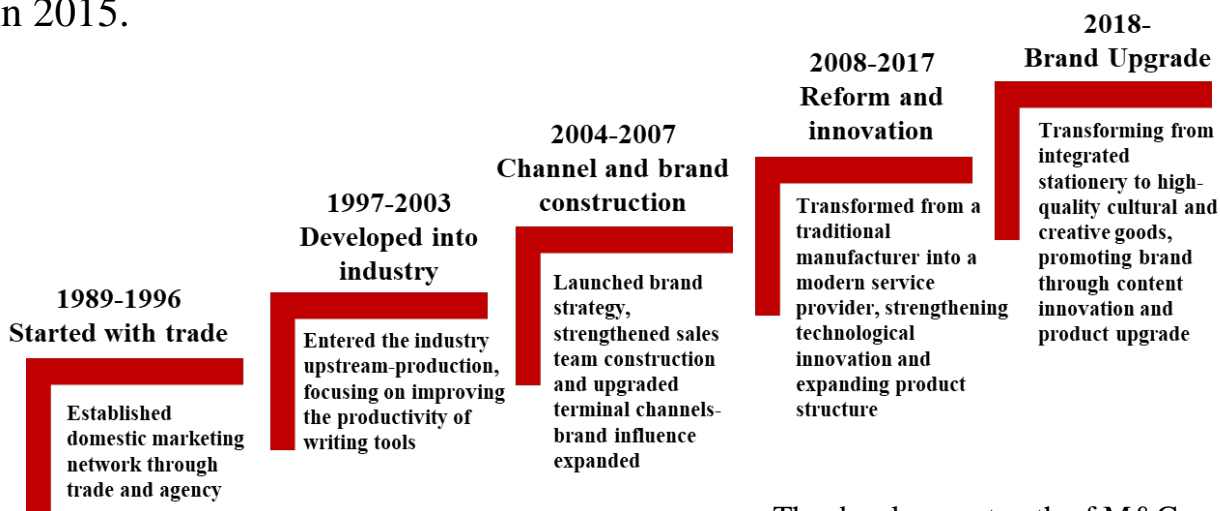 n 2015.
1989-1996
Started with trade
Established
domestic marketing
network through
trade and agency
1997-2003
Developed into
industry
Entered the industry
upstream-production,
focusing on improving
the productivity of
writing tools
2004-2007
Channel and brand
construction
Launched brand
strategy,
strengthened sales
team construction
and upgraded
terminal channels-
brand influence
expanded
2008-2017
Reform and
innovation
Transformed from a
traditional
manufacturer into a
modern service
provider, strengthening
technological
innovation and
expanding product
structure
2018-
Brand Upgrade
Transforming from
integrated
stationery to high-
quality cultural and
creative goods,
promoting brand
through content
innovation and
product upgrade